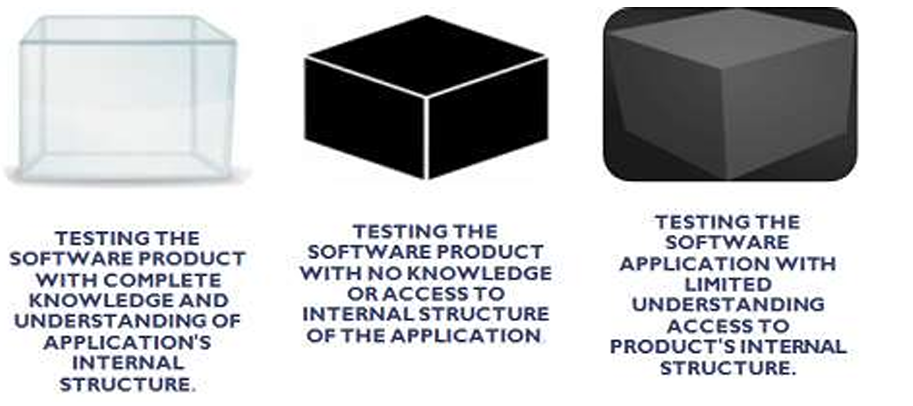 TESTING THE
SOFTWARE PRODUCT
WITH COMPLETE
KNOWLEDGE AND
UNDERSTANDING OF
APPLICATION'S
INTERNAL
STRUCTURE.
TESTING THE
SOFTWARE PRODUCT
WITH NO KNOWLEDGE
OR ACCESS TO
INTERNAL STRUCTURE
OF THE APPLICATION
TESTING THE
SOFTWARE
APPLICATION WITH
LIMITED
UNDERSTANDING
ACCESS TO
PRODUCT'S INTERNAL
STRUCTURE.